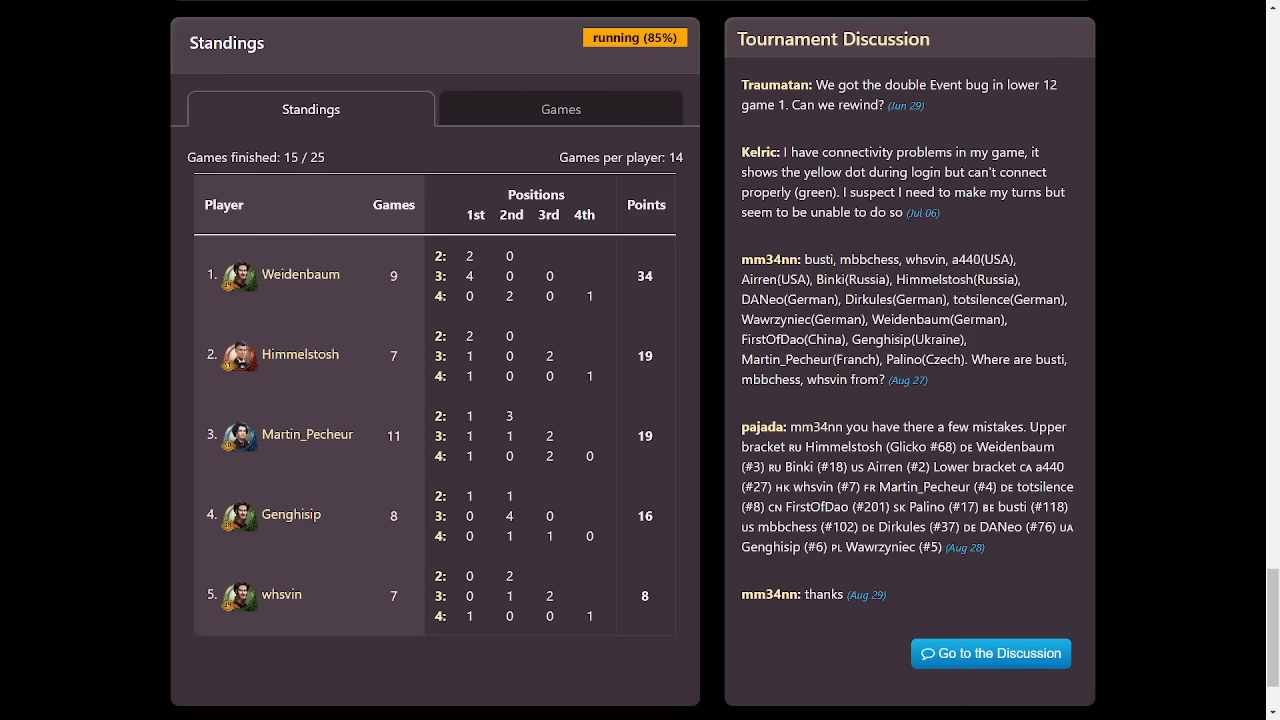 Standings
running (85%)
Standings
Games
Games finished: 15 / 25
Games per player: 14
Player Games Positions Points
1st 2nd 3rd 4th
2: 2 0
1. Weidenbaum 9 3: 4 0 0 34
4: 0 2 0 1
2: 2 0
2. Himmelstosh 7 3: 1 0 2 19
4: 1 0 0 1
2: 1 3
3. Martin_Pecheur 11 3: 1 1 2 19
4: 1 0 2 0
2: 1 1
4. Genghisip 8 3: 0 4 0 16
4: 0 1 1 0
2: 0 2
5. whsvin 7 3: 0 1 2 8
4: 1 0 0 1
Tournament Discussion
Traumatan: We got the double Event bug in lower 12
game 1. Can we rewind? (Jun 29)
Kelric: I have connectivity problems in my game, it
shows the yellow dot during login but can't connect
properly (green). I suspect I need to make my turns but
seem to be unable to do so (Jul 06)
mm34nn: busti, mbbchess, whsvin, a440(USA),
Airren(USA), Binki(Russia), Himmelstosh(Russia),
DANeo(German), Dirkules(German), totsilence(German),
Wawrzyniec(German), Weidenbaum(German),
FirstOfDao(China), Genghisip(Ukraine),
Martin_Pecheur(Franch), Palino(Czech). Where are busti,
mbbchess, whsvin from? (Aug 27)
pajada: mm34nn you have there a few mistakes. Upper
bracket RU Himmelstosh (Glicko #68) DE Weidenbaum
(#3) RU Binki (#18) US Airren (#2) Lower bracket CA a440
(#27) HK whsvin (#7) FR Martin_Pecheur (#4) DE totsilence
(#8) CN FirstOfDao (#201) SK Palino (#17) BE busti (#118)
US mbbchess (#102) DE Dirkules (#37) DE DANeo (#76) UA
Genghisip (#6) PL Wawrzyniec (#5) (Aug 28)
mm34nn: thanks (Aug 29)
Go to the Discussion